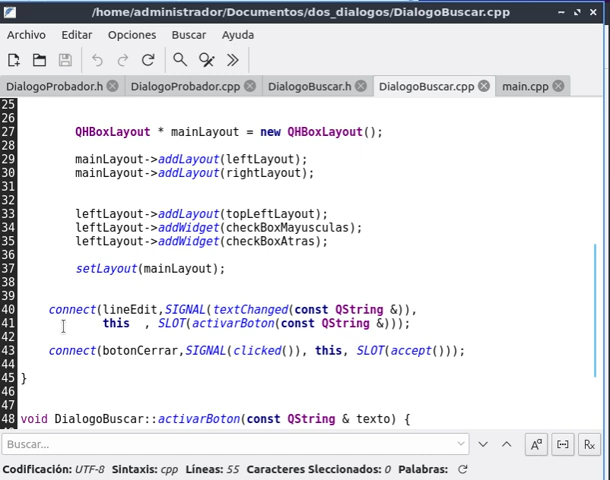 /home/administrador/Documentos/dos_dialogos/DialogoBuscar.cpp
Archivo Editar Opciones Buscar Ayuda
DialogoProbador.h DialogoProbador.cpp DialogoBuscar.h DialogoBuscar.cpp main.cpp
25
26
27 QHBoxLayout * mainLayout = new QHBoxLayout();
28
29 mainLayout->addLayout(leftLayout);
30 mainLayout->addLayout(rightLayout);
31
32
33 leftLayout->addLayout(topLeftLayout);
34 leftLayout->addWidget(checkBoxMayusculas);
35 leftLayout->addWidget(checkBoxAtras);
36
37 setLayout(mainLayout);
38
39
40 connect(lineEdit,SIGNAL(textChanged(const QString &)),
41 this , SLOT(activarBoton(const QString &)));
42
43 connect(botonCerrar,SIGNAL(clicked()), this, SLOT(accept()));
44
45 }
46
47
48 void DialogoBuscar::activarBoton(const QString & texto) {
Buscar...
Codificación: UTF-8 Sintaxis: cpp Líneas: 55 Caracteres Sleccionados: 0 Palabras: